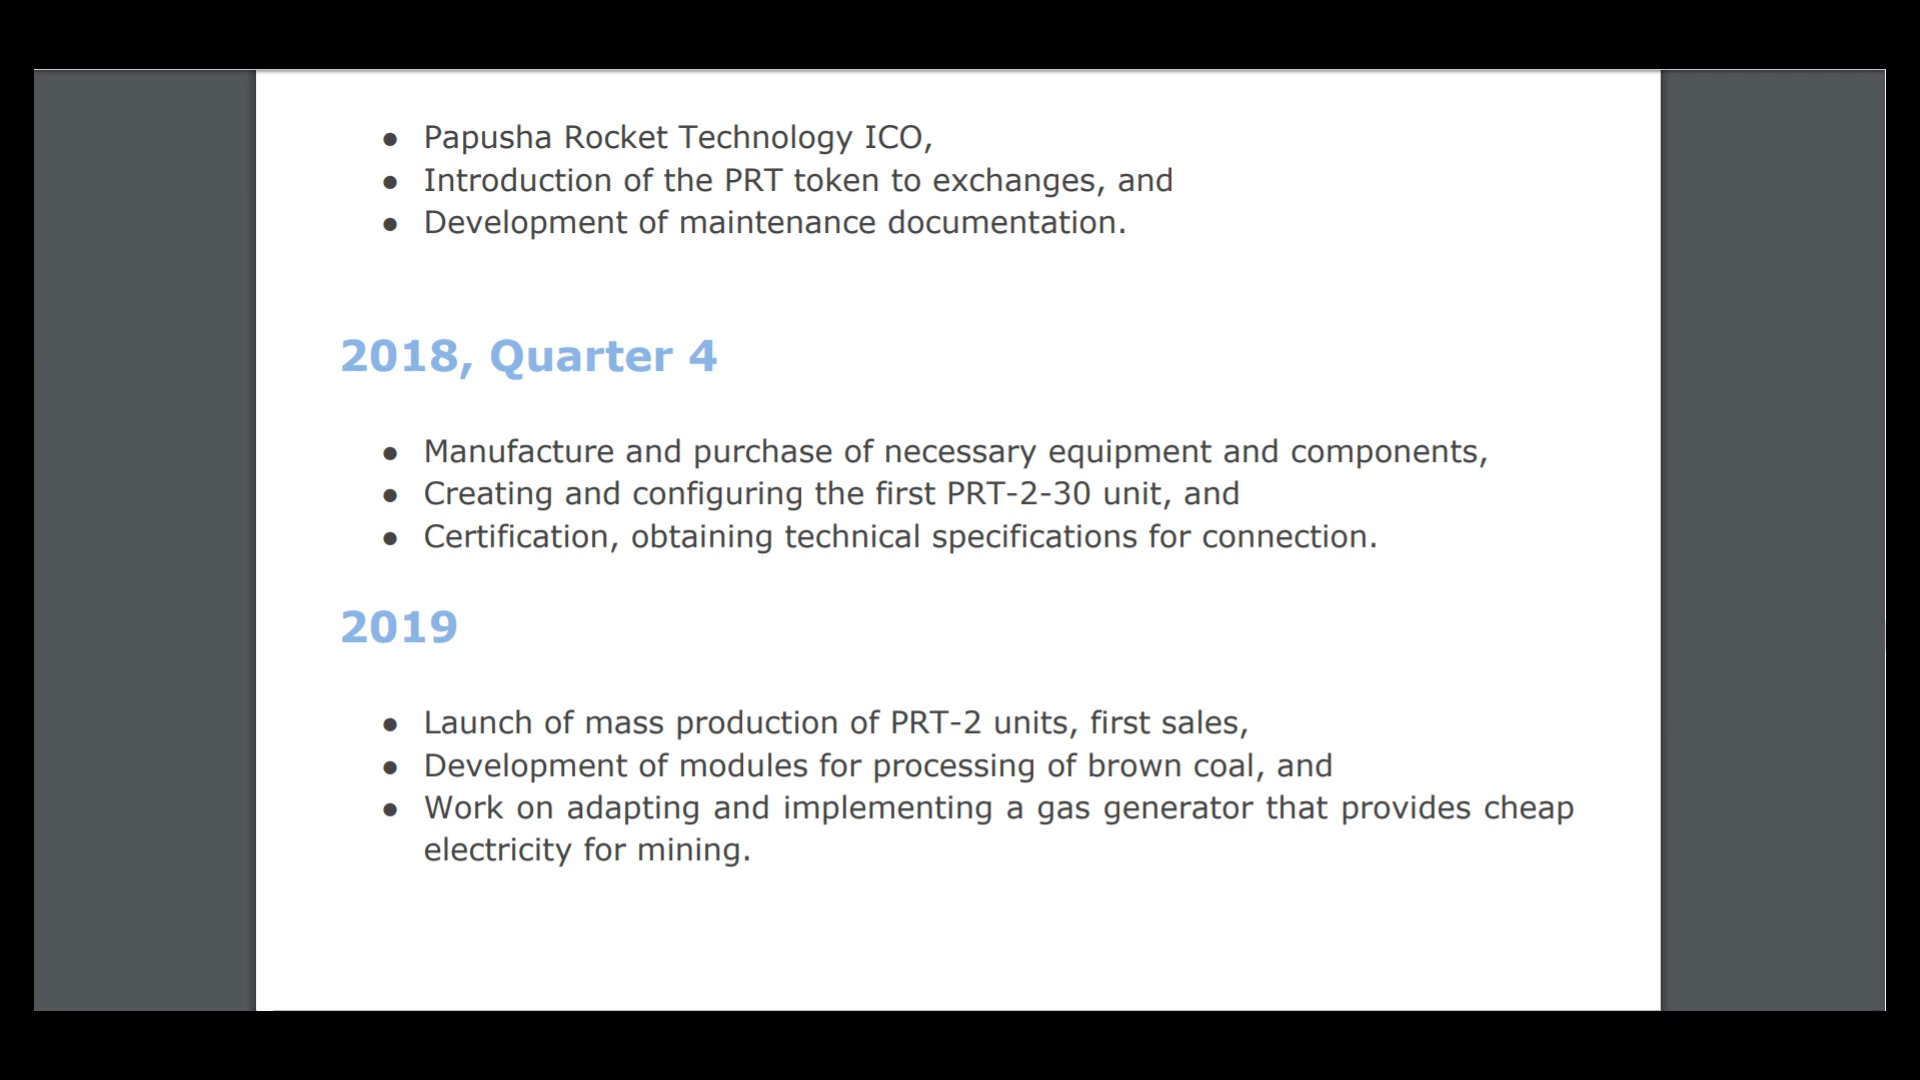 ● Papusha Rocket Technology ICO,
● Introduction of the PRT token to exchanges, and
● Development of maintenance documentation.
2018, Quarter 4
● Manufacture and purchase of necessary equipment and components,
● Creating and configuring the first PRT-2-30 unit, and
● Certification, obtaining technical specifications for connection.
2019
● Launch of mass production of PRT-2 units, first sales,
● Development of modules for processing of brown coal, and
● Work on adapting and implementing a gas generator that provides cheap
electricity for mining.